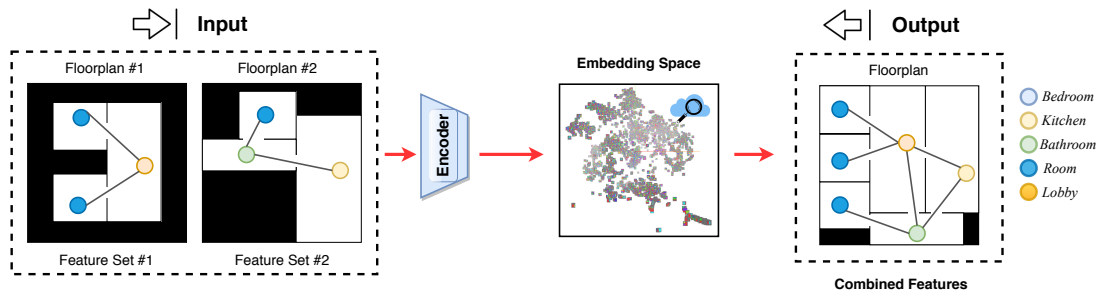 Input
Output
Floorplan #1
Floorplan #2
Feature Set #1
Feature Set #2
Encoder
Embedding Space
Floorplan
Combined Features
Bedroom
Kitchen
Bathroom
Room
Lobby